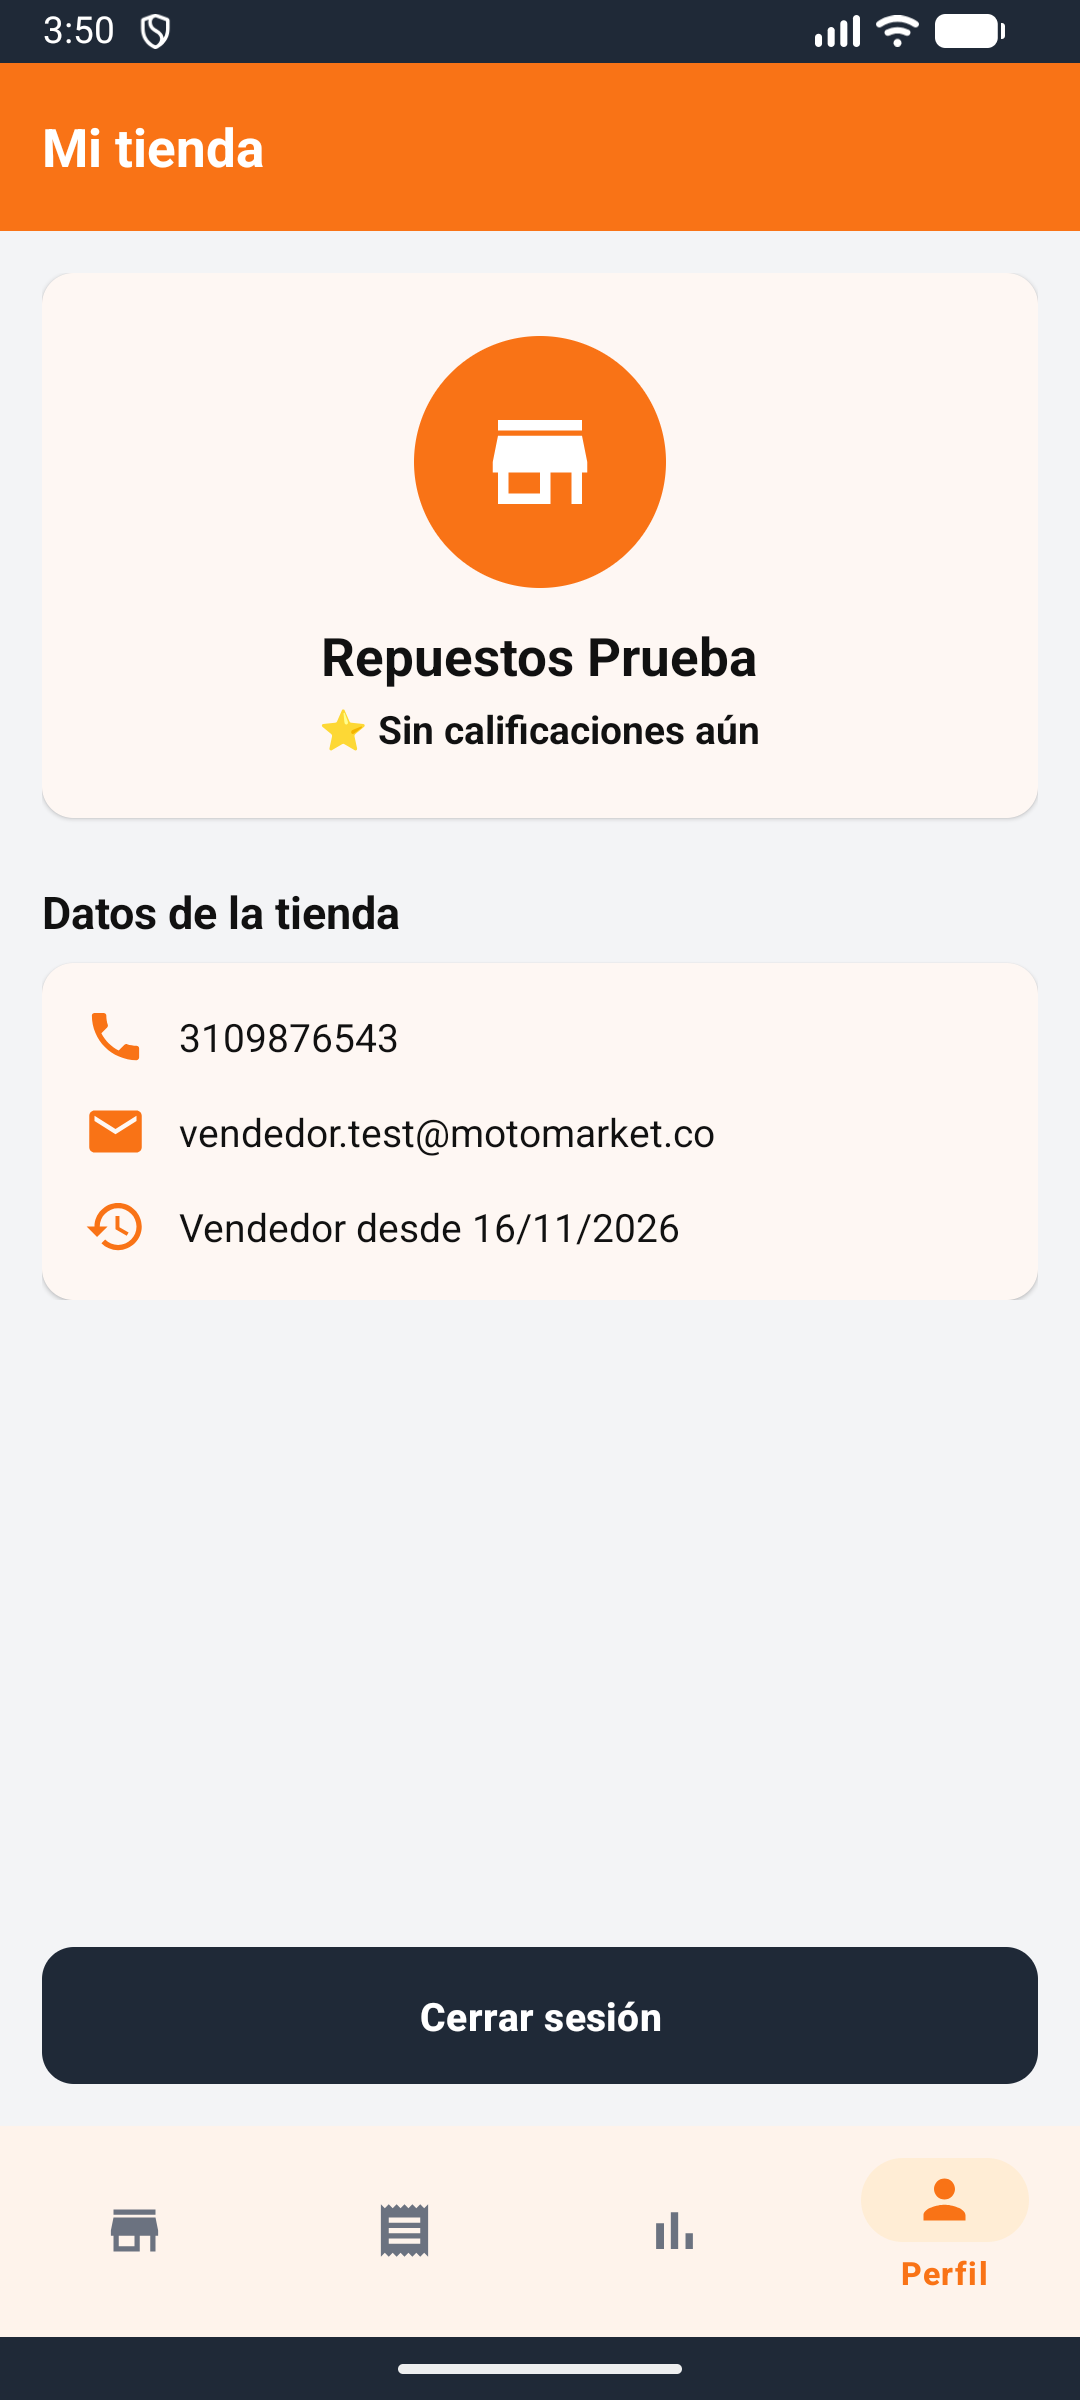 3:50
Mi tienda
Repuestos Prueba
⭐ Sin calificaciones aún
Datos de la tienda
3109876543
vendedor.test@motomarket.co
Vendedor desde 16/11/2026
Cerrar sesión
Perfil